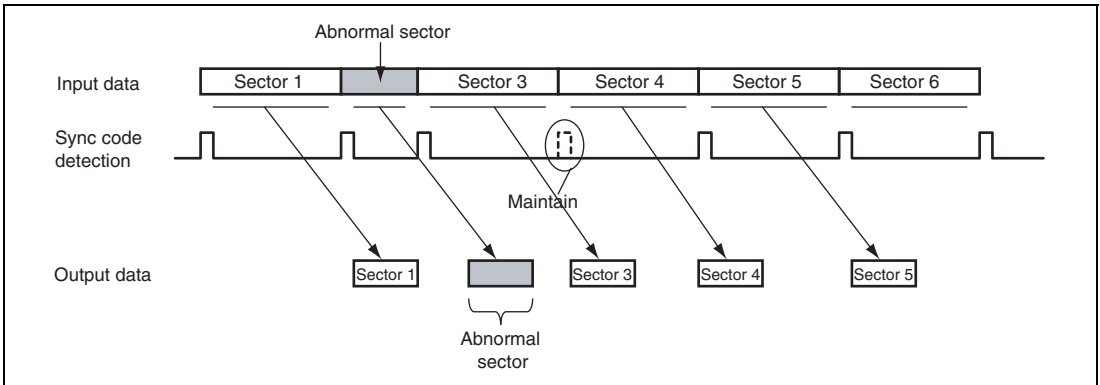 Abnormal sector
Input data
Sector 1
Sector 3
Sector 4
Sector 5
Sector 6
Sync code
detection
Maintain
Output data
Sector 1
Sector 3
Sector 4
Sector 5
Abnormal
sector